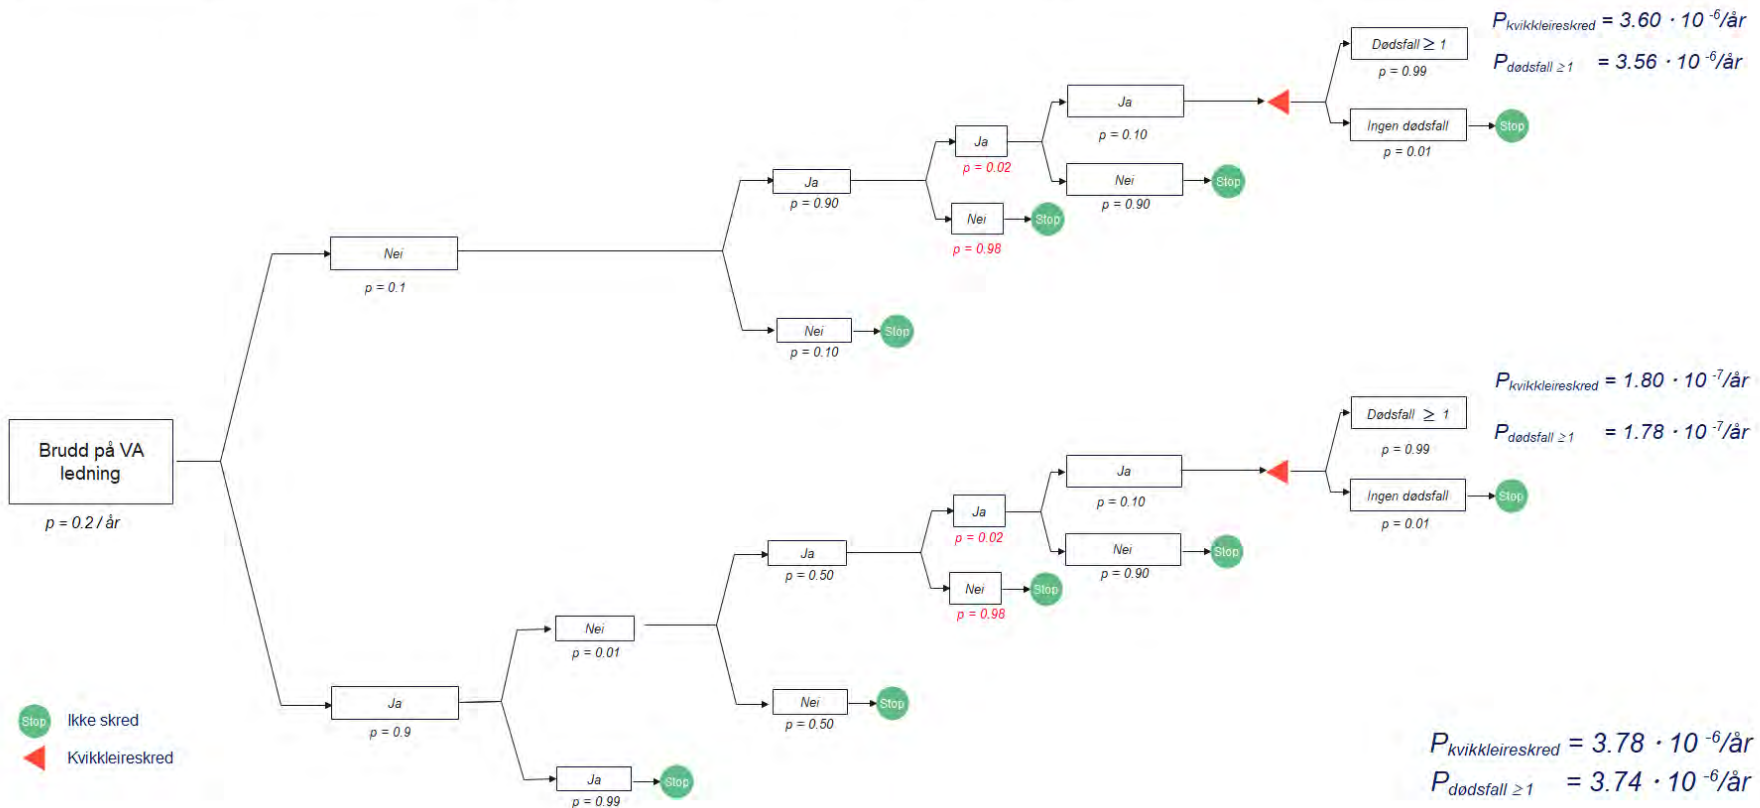 P kvikkleireskred = 3.60 · 10 -6/år
Dødsfall ≥ 1
p = 0.99
P dødsfall ≥ 1 = 3.56 · 10 -6/år
Ja
p = 0.10
Ingen dødsfall
p = 0.01
Stop
Ja
p = 0.02
Nei
p = 0.90
Stop
Ja
p = 0.90
Nei
p = 0.98
Stop
Nei
p = 0.1
Nei
p = 0.10
Stop
P kvikkleireskred = 1.80 · 10 -7/år
Dødsfall ≥ 1
p = 0.99
P dødsfall ≥ 1 = 1.78 · 10 -7/år
Brudd på VA
ledning
p = 0.2 / år
Ja
p = 0.10
Ingen dødsfall
p = 0.01
Stop
Ja
p = 0.02
Nei
p = 0.90
Stop
Ja
p = 0.50
Nei
p = 0.98
Stop
Nei
p = 0.01
Ja
p = 0.9
Nei
p = 0.50
Stop
Ja
p = 0.99
Stop
Stop Ikke skred
Kvikkleireskred
P kvikkleireskred = 3.78 · 10 -6/år
P dødsfall ≥ 1 = 3.74 · 10 -6/år